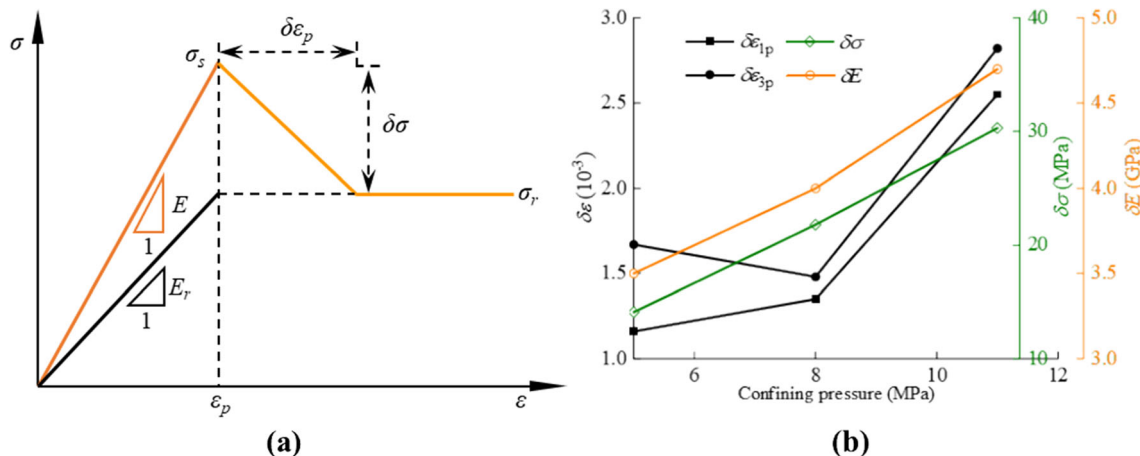 σ
δε_p
σ_s
δσ
σ_r
E
1
E_r
1
ε_p
ε
(a)
δε_1p
δσ
δε_3p
δE
3.0
2.5
2.0
1.5
1.0
δε (10^-3)
6
8
10
12
Confining pressure (MPa)
40
30
20
10
δσ (MPa)
5.0
4.5
4.0
3.5
3.0
δE (GPa)
(b)